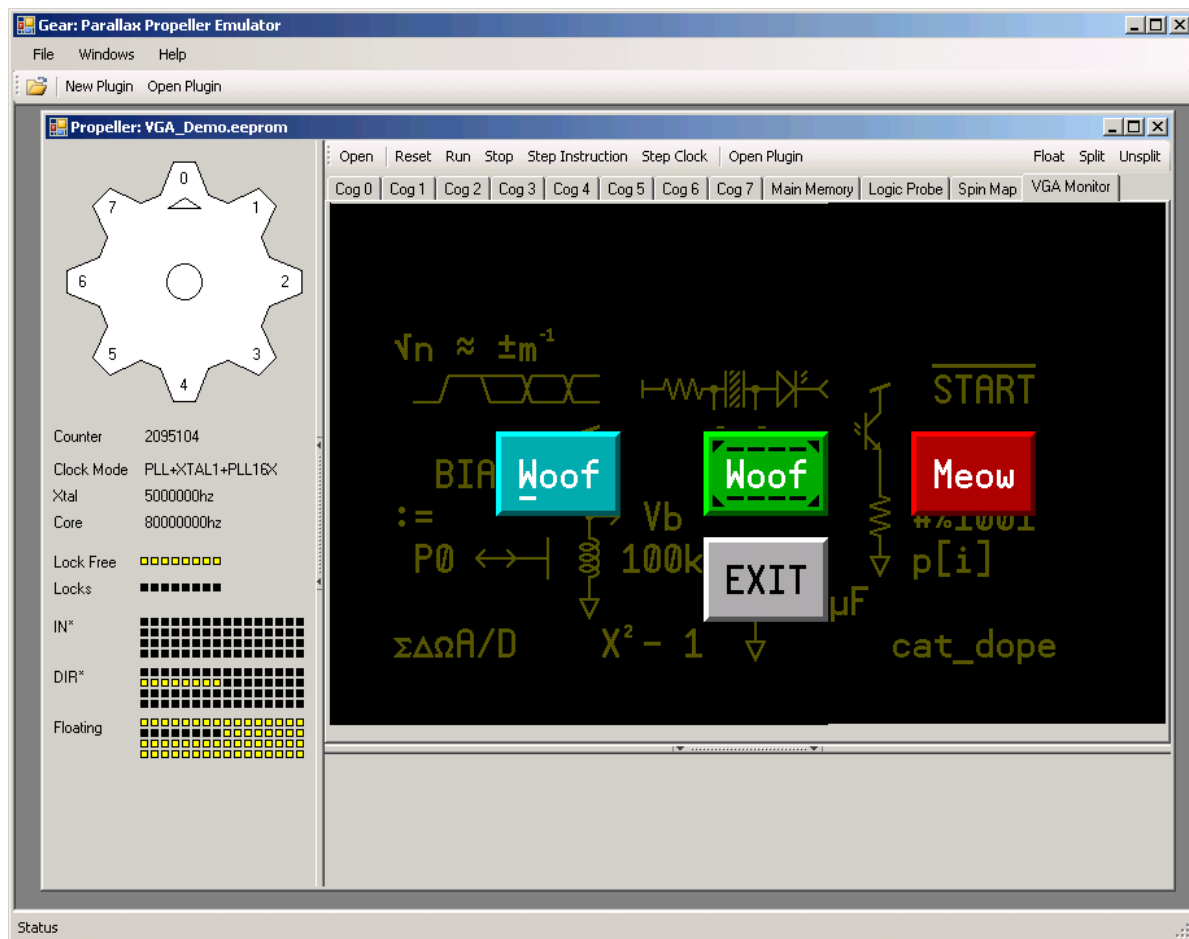 Gear: Parallax Propeller Emulator
File Windows Help
New Plugin Open Plugin
Propeller: VGA_Demo.eeprom
Open Reset Run Stop Step Instruction Step Clock Open Plugin Float Split Unsplit
Cog 0 Cog 1 Cog 2 Cog 3 Cog 4 Cog 5 Cog 6 Cog 7 Main Memory Logic Probe Spin Map VGA Monitor
0
7 1
6 2
5 3
4
Counter 2095104
Clock Mode PLL+XTAL1+PLL16X
Xtal 5000000hz
Core 80000000hz
Lock Free
Locks
IN*
DIR*
Floating
√n ≈ ±m⁻¹
START
BIA Woof Woof Meow
:= Vb #%1001
P0 100k EXIT p[i]
µF
ΣΔΩA/D X² - 1 cat_dope
Status